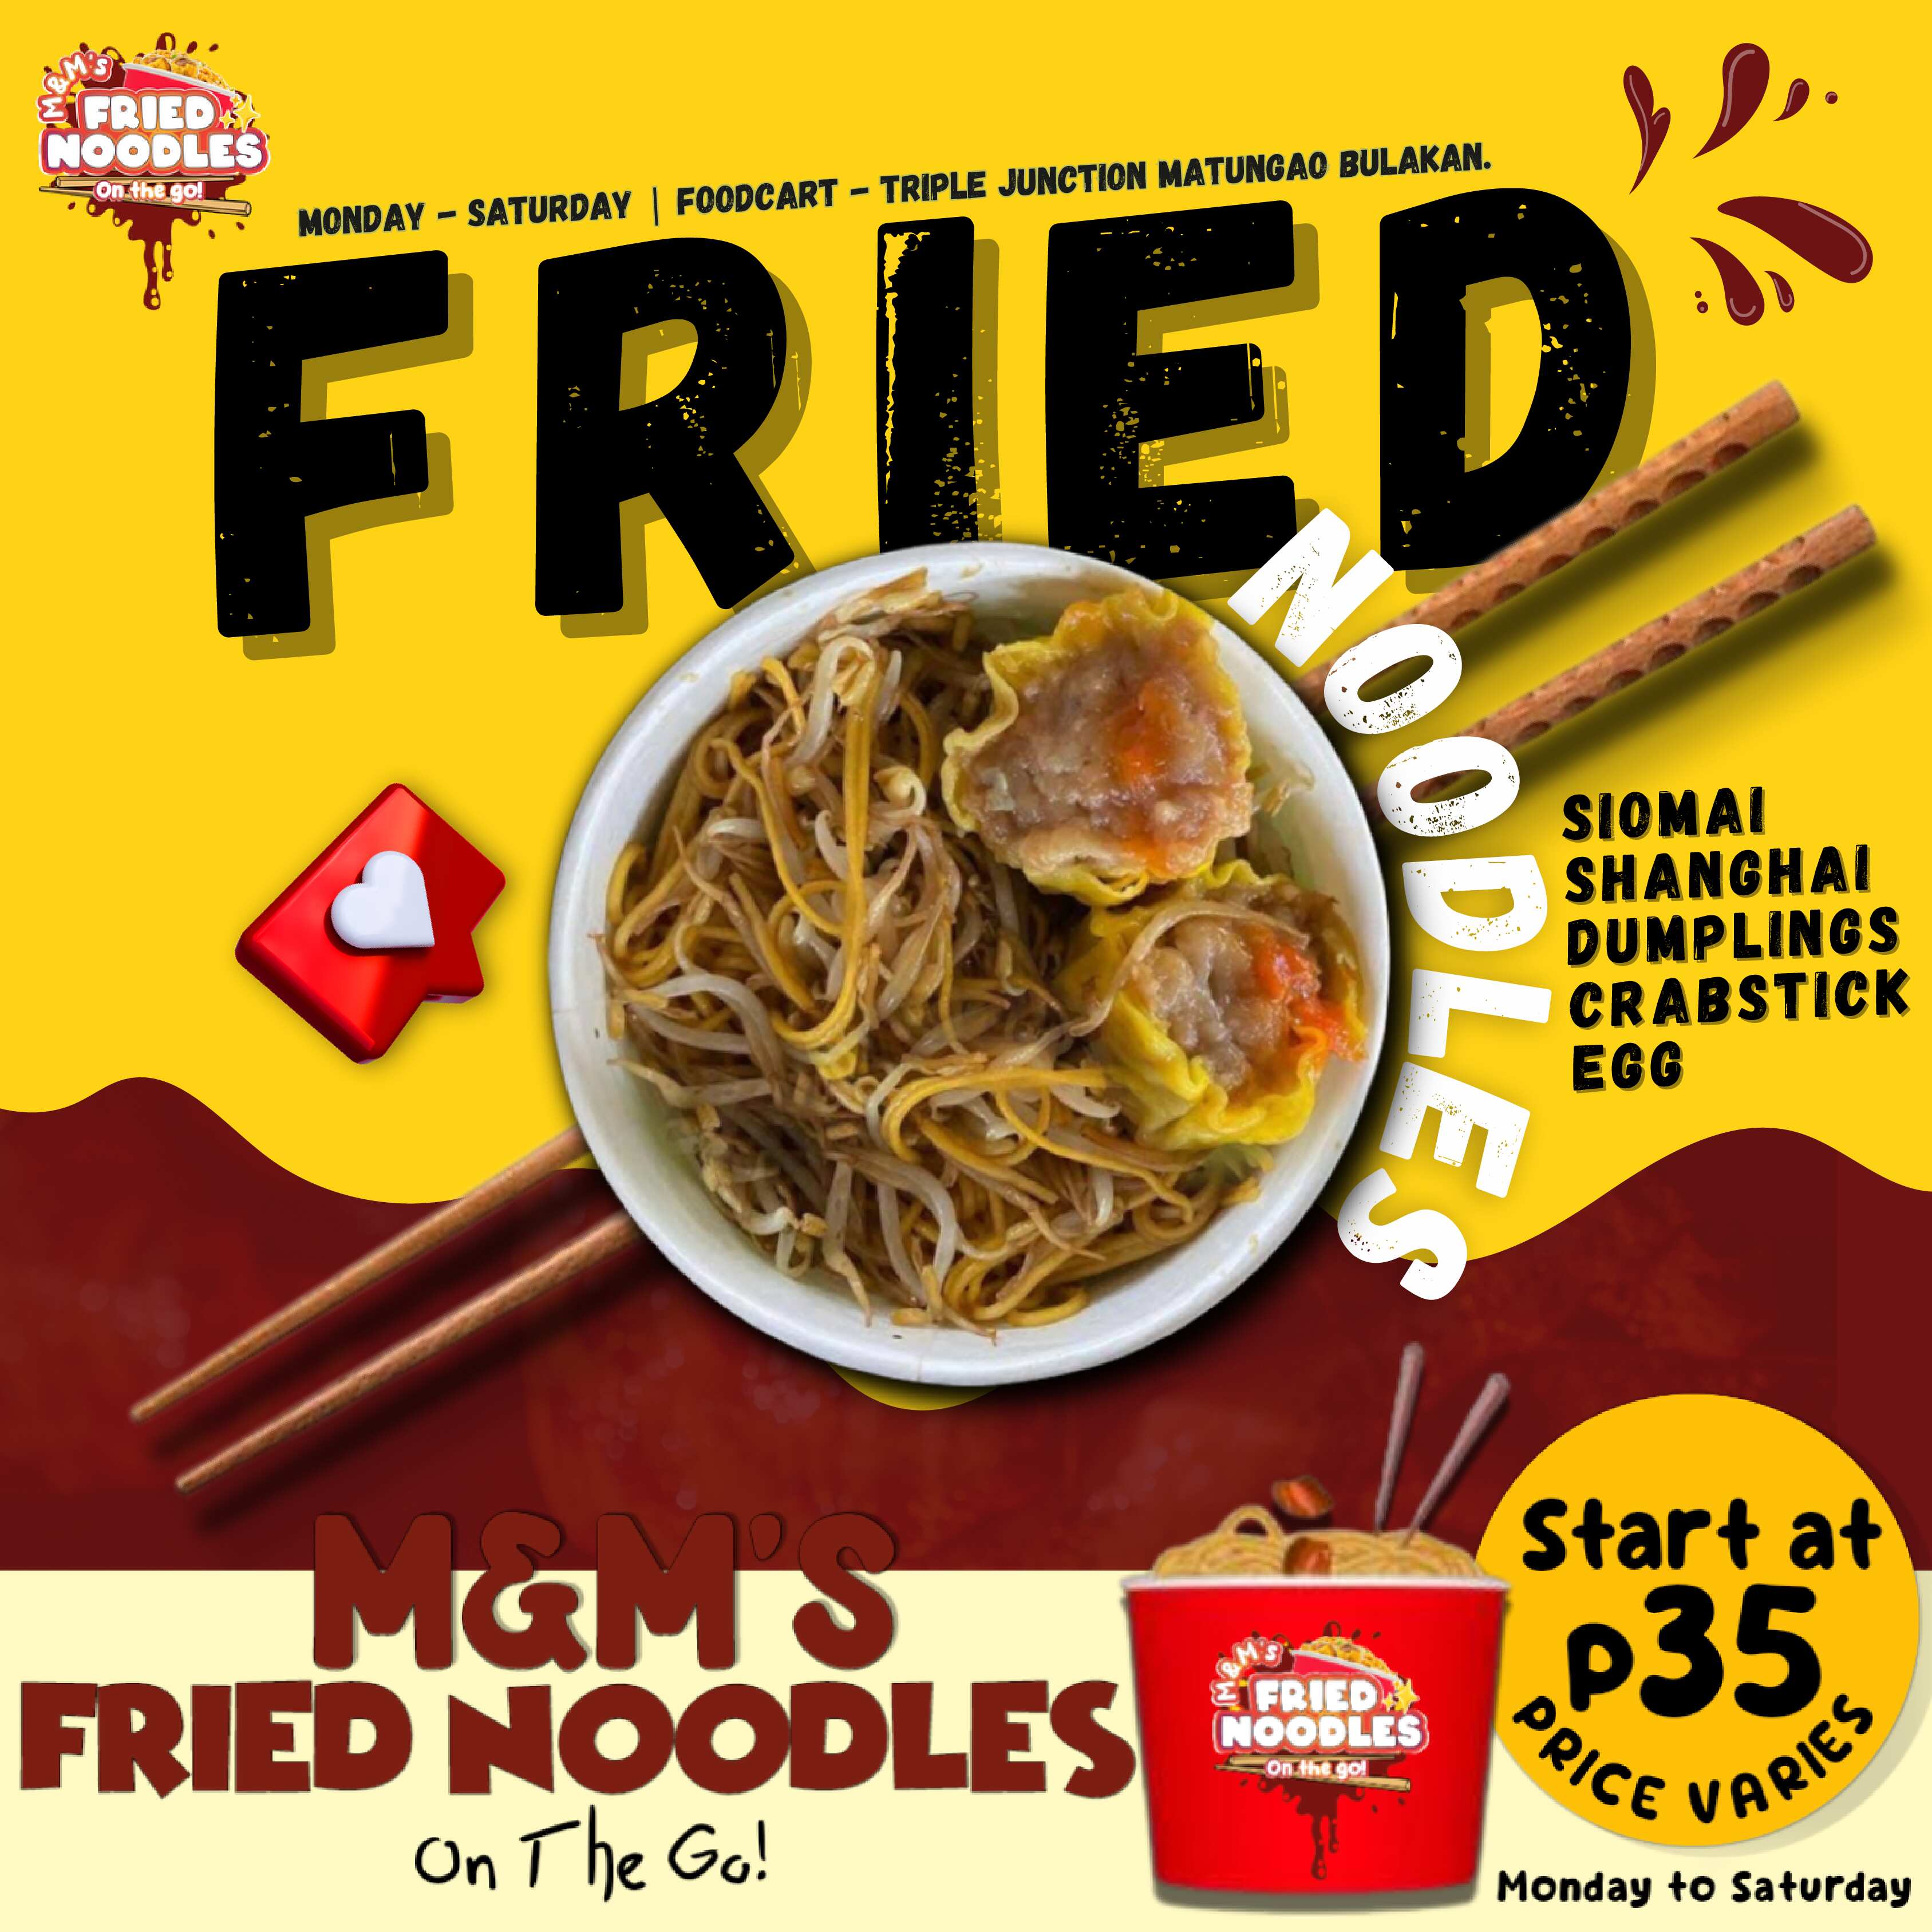 M&M'S
FRIED
NOODLES
On the go!
MONDAY – SATURDAY | FOODCART – TRIPLE JUNCTION MATUNGAO BULAKAN.
FRIED
NOODLES
SIOMAI
SHANGHAI
DUMPLINGS
CRABSTICK
EGG
M&M'S
FRIED NOODLES
On The Go!
M&M'S
FRIED
NOODLES
On the go!
Start at
P35
PRICE VARIES
Monday to Saturday